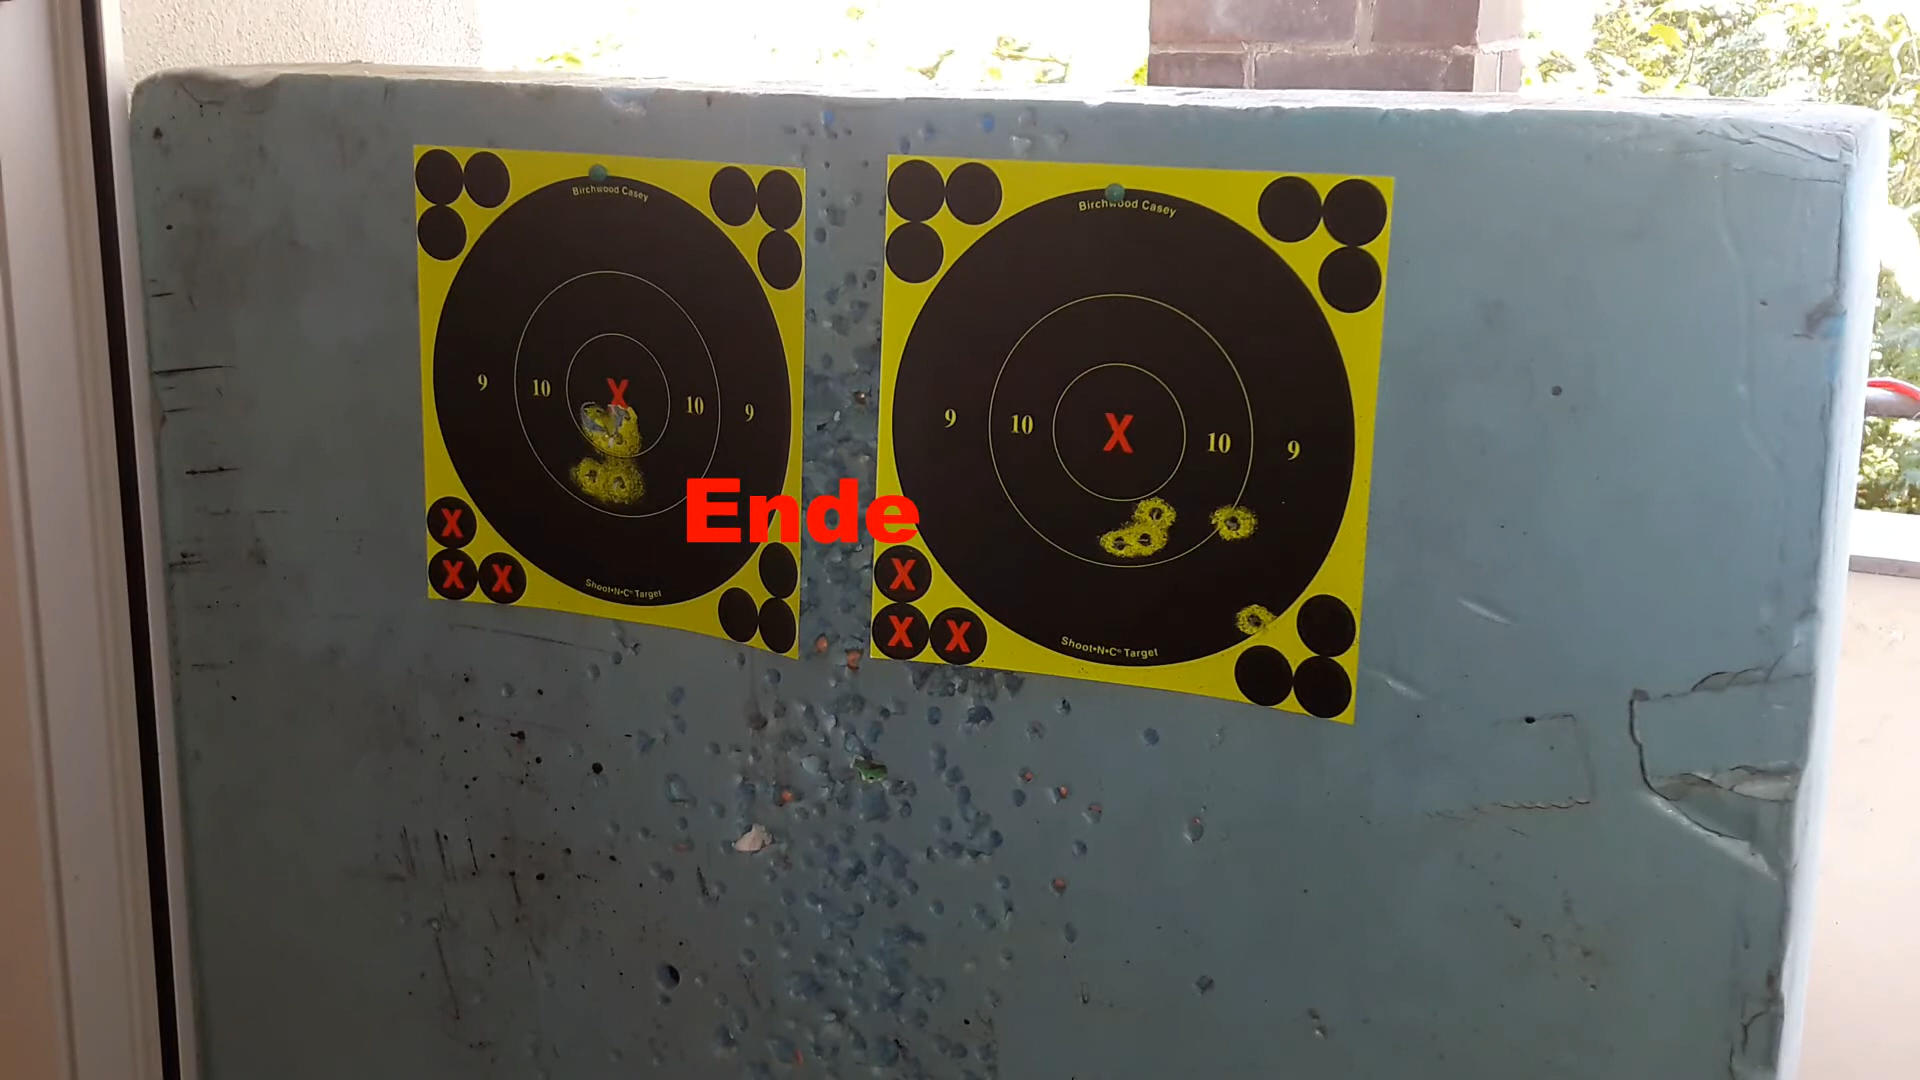 Birchwood Casey
X
9 10 10 9
X
X X
Shoot•N•C® Target
Ende
Birchwood Casey
X
9 10 10 9
X
X X
Shoot•N•C® Target